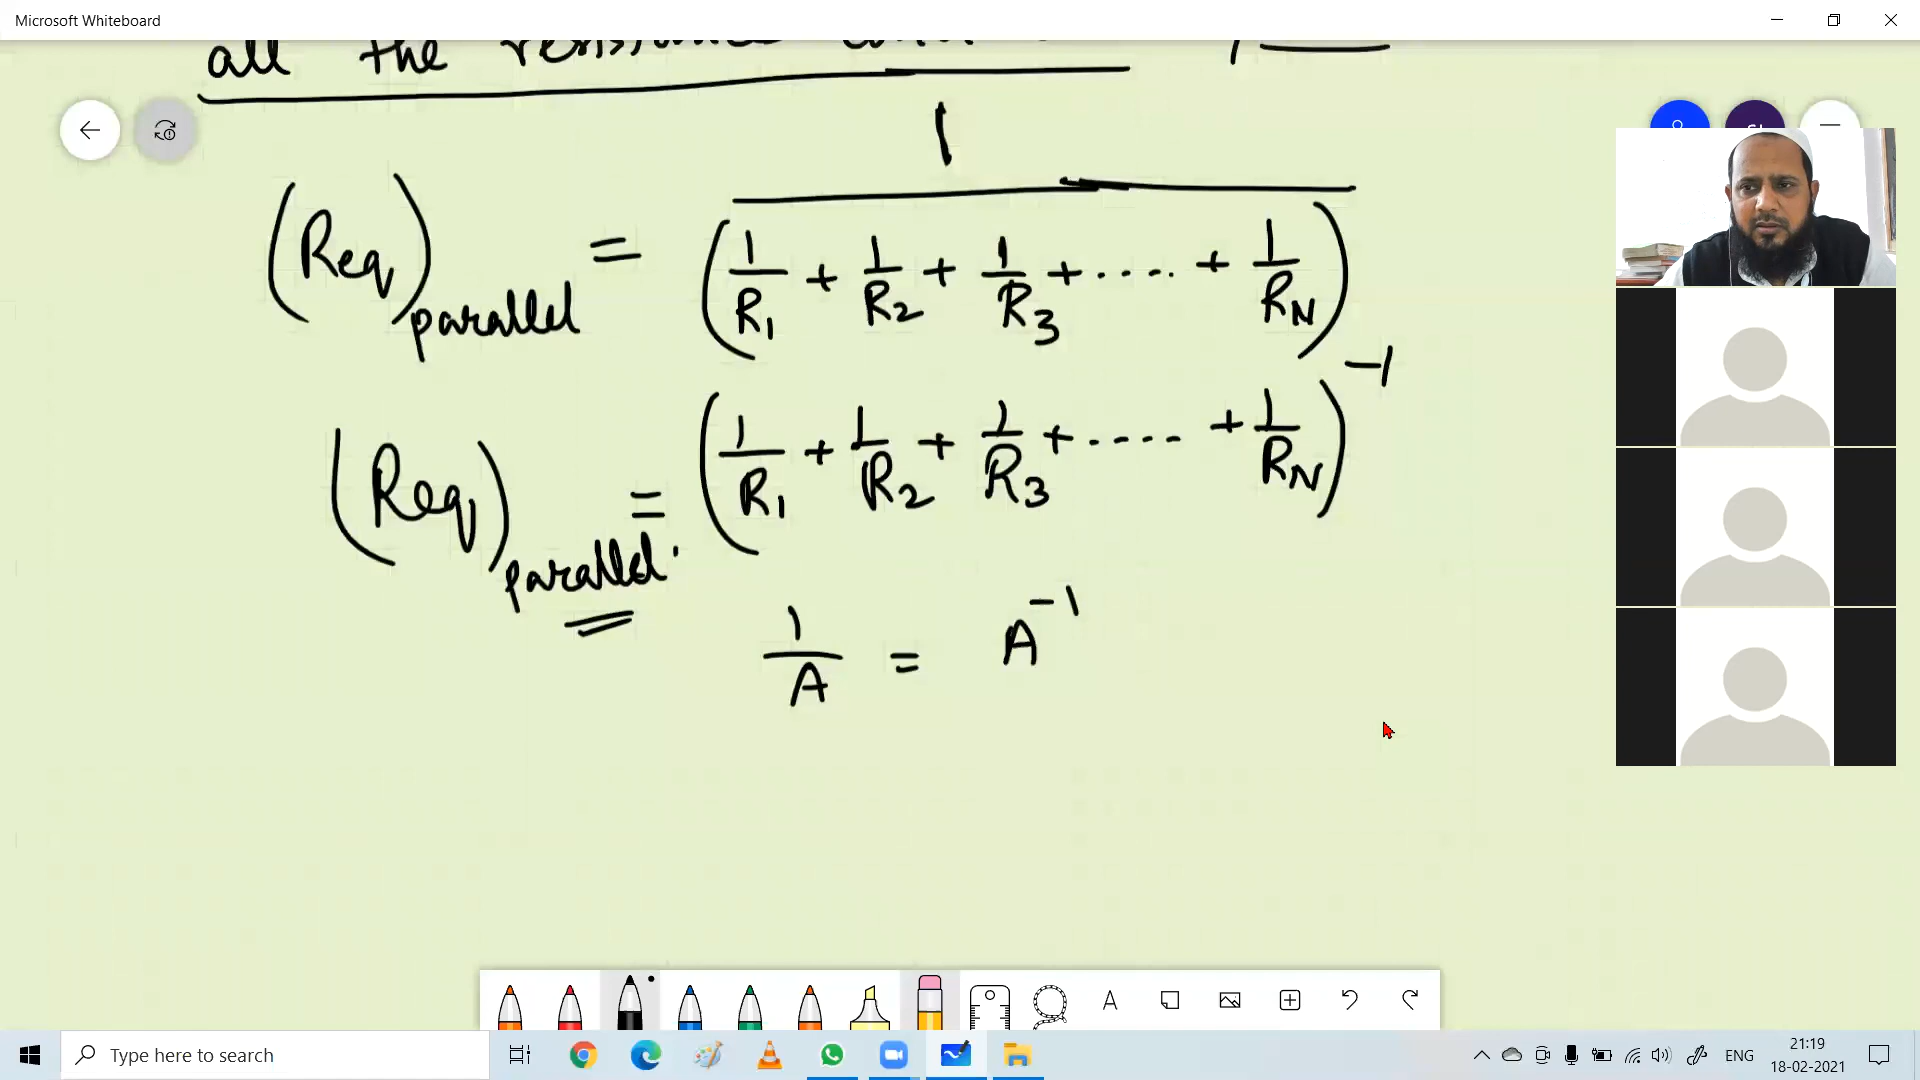 Microsoft Whiteboard
all the
1
(Req)parallel = (1/R1 + 1/R2 + 1/R3 + .... + 1/RN)
(Req)parallel. = (1/R1 + 1/R2 + 1/R3 + ---- + 1/RN)^-1
1/A = A^-1
Type here to search
ENG
21:19
18-02-2021